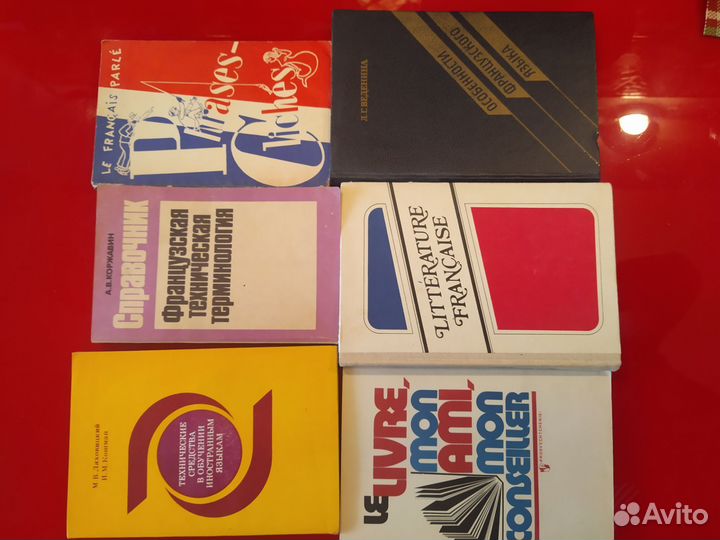 LE FRANÇAIS PARLÉ
Phrases-
Clichés
Л.Г. ВЕДЕНИНА
ОСОБЕННОСТИ
ФРАНЦУЗСКОГО
ЯЗЫКА
А.В. КОРЖАВИН
Справочник
Французская
техническая
терминология
LITTÉRATURE
FRANÇAISE
М.В. Ляховицкий
И.М. Кошман
ТЕХНИЧЕСКИЕ
СРЕДСТВА
В ОБУЧЕНИИ
ИНОСТРАННЫМ
ЯЗЫКАМ
LE LIVRE,
MON
AMI,
MON
CONSEILLER
Avito